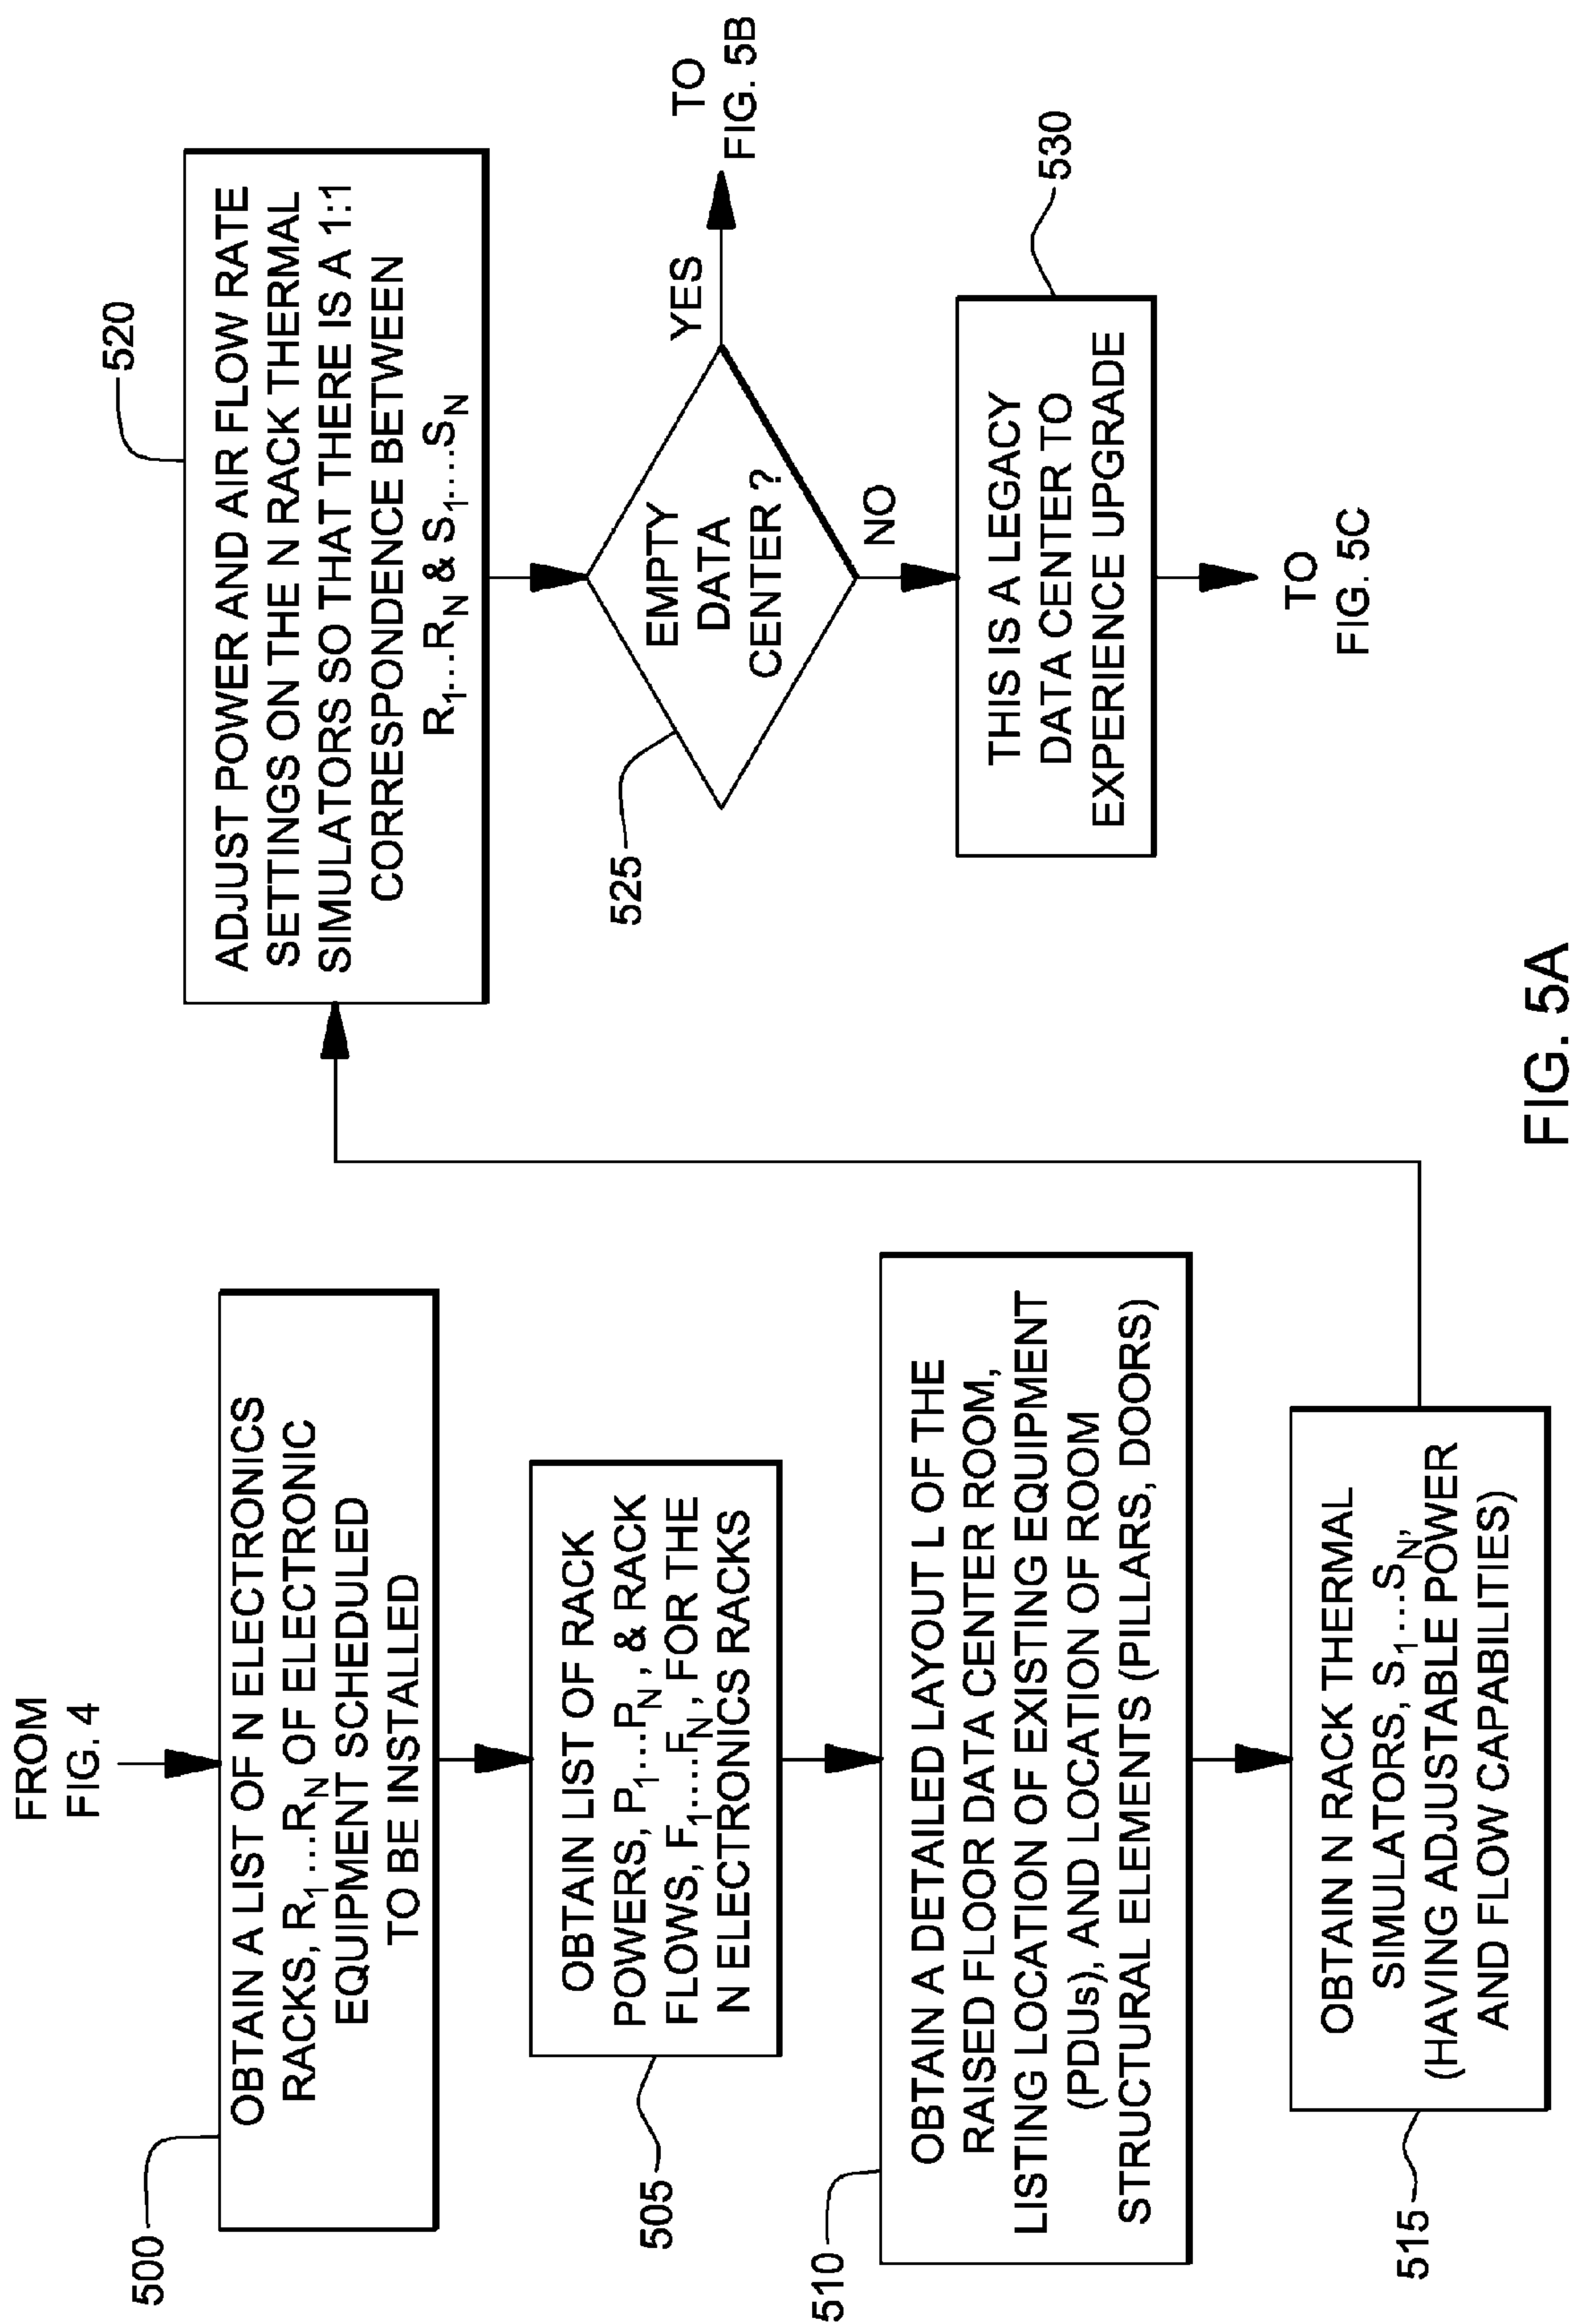 FROM
FIG. 4
500
OBTAIN A LIST OF N ELECTRONICS
RACKS, R1...RN OF ELECTRONIC
EQUIPMENT SCHEDULED
TO BE INSTALLED
505
OBTAIN LIST OF RACK
POWERS, P1...PN, & RACK
FLOWS, F1....FN, FOR THE
N ELECTRONICS RACKS
510
OBTAIN A DETAILED LAYOUT L OF THE
RAISED FLOOR DATA CENTER ROOM,
LISTING LOCATION OF EXISTING EQUIPMENT
(PDUs), AND LOCATION OF ROOM
STRUCTURAL ELEMENTS (PILLARS, DOORS)
515
OBTAIN N RACK THERMAL
SIMULATORS, S1...SN,
(HAVING ADJUSTABLE POWER
AND FLOW CAPABILITIES)
520
ADJUST POWER AND AIR FLOW RATE
SETTINGS ON THE N RACK THERMAL
SIMULATORS SO THAT THERE IS A 1:1
CORRESPONDENCE BETWEEN
R1...RN & S1...SN
525
EMPTY
DATA
CENTER ?
YES
TO
FIG. 5B
NO
530
THIS IS A LEGACY
DATA CENTER TO
EXPERIENCE UPGRADE
TO
FIG. 5C
FIG. 5A